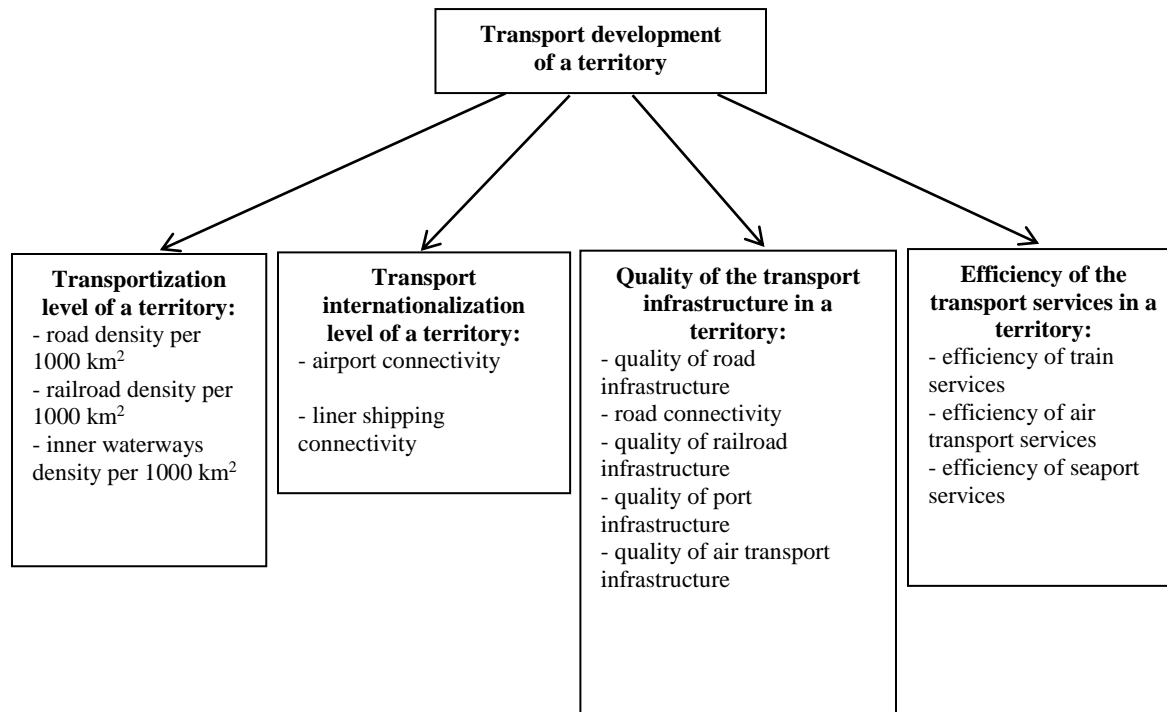 Transport development
of a territory
Transportization
level of a territory:
- road density per
1000 km²
- railroad density per
1000 km²
- inner waterways
density per 1000 km²
Transport
internationalization
level of a territory:
- airport connectivity
- liner shipping
connectivity
Quality of the transport
infrastructure in a
territory:
- quality of road
infrastructure
- road connectivity
- quality of railroad
infrastructure
- quality of port
infrastructure
- quality of air transport
infrastructure
Efficiency of the
transport services in a
territory:
- efficiency of train
services
- efficiency of air
transport services
- efficiency of seaport
services